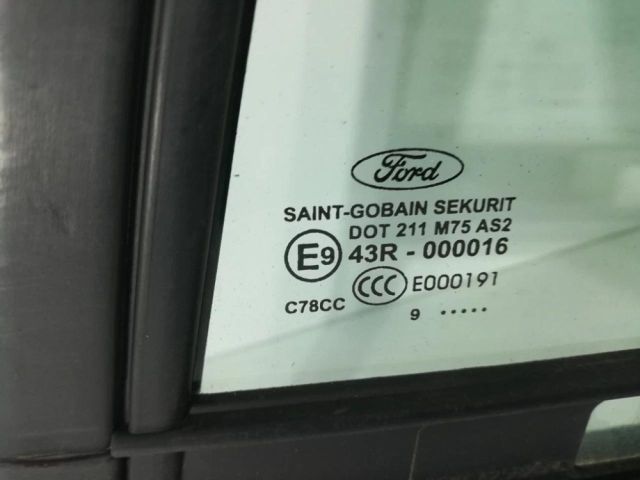 Ford
SAINT-GOBAIN SEKURIT
DOT 211 M75 AS2
E9 43R - 000016
CCC E000191
C78CC
9 .....